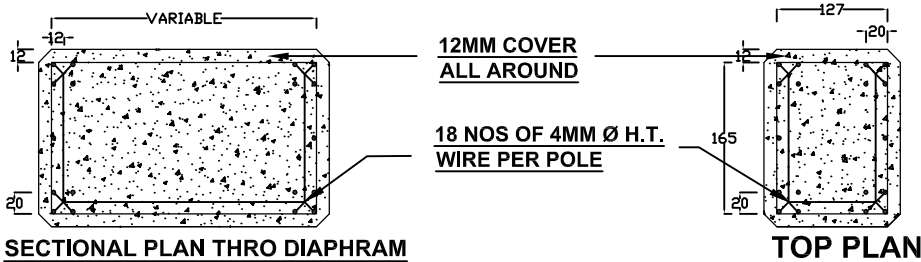 VARIABLE
12
12
20
SECTIONAL PLAN THRO DIAPHRAM
12MM COVER
ALL AROUND
18 NOS OF 4MM Ø H.T.
WIRE PER POLE
127
20
12
165
20
TOP PLAN